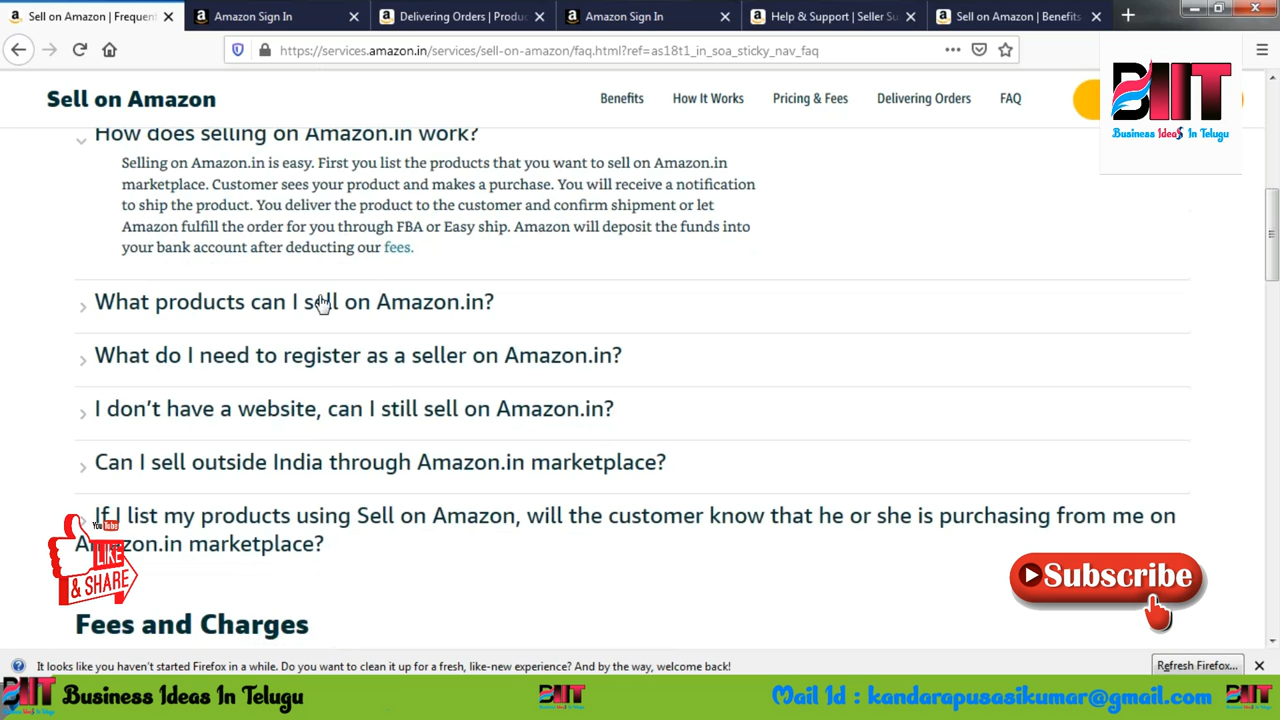 Sell on Amazon | Frequen
Amazon Sign In
Delivering Orders | Produc
Amazon Sign In
Help & Support | Seller Su
Sell on Amazon | Benefits
https://services.amazon.in/services/sell-on-amazon/faq.html?ref=as18t1_in_soa_sticky_nav_faq
Sell on Amazon
Benefits
How It Works
Pricing & Fees
Delivering Orders
FAQ
BIIT
Business IdeaS In Telugu
How does selling on Amazon.in work?
Selling on Amazon.in is easy. First you list the products that you want to sell on Amazon.in
marketplace. Customer sees your product and makes a purchase. You will receive a notification
to ship the product. You deliver the product to the customer and confirm shipment or let
Amazon fulfill the order for you through FBA or Easy ship. Amazon will deposit the funds into
your bank account after deducting our fees.
What products can I sell on Amazon.in?
What do I need to register as a seller on Amazon.in?
I don’t have a website, can I still sell on Amazon.in?
Can I sell outside India through Amazon.in marketplace?
If I list my products using Sell on Amazon, will the customer know that he or she is purchasing from me on
Amazon.in marketplace?
You Tube
LIKE
& SHARE
Subscribe
Fees and Charges
It looks like you haven't started Firefox in a while. Do you want to clean it up for a fresh, like-new experience? And by the way, welcome back!
Refresh Firefox...
BIIT
Business Ideas In Telugu
BIIT
Mail Id : kandarapusasikumar@gmail.com
BIIT